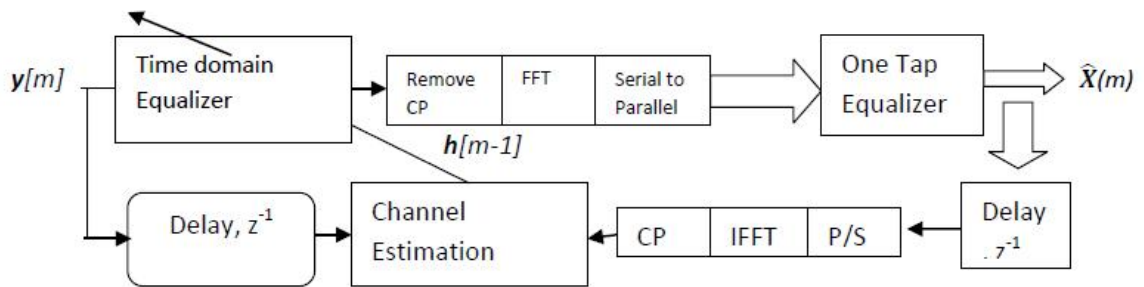 y[m]
Time domain
Equalizer
Remove
CP
FFT
Serial to
Parallel
One Tap
Equalizer
X̂(m)
h[m-1]
Delay, z⁻¹
Channel
Estimation
CP
IFFT
P/S
Delay
, z⁻¹